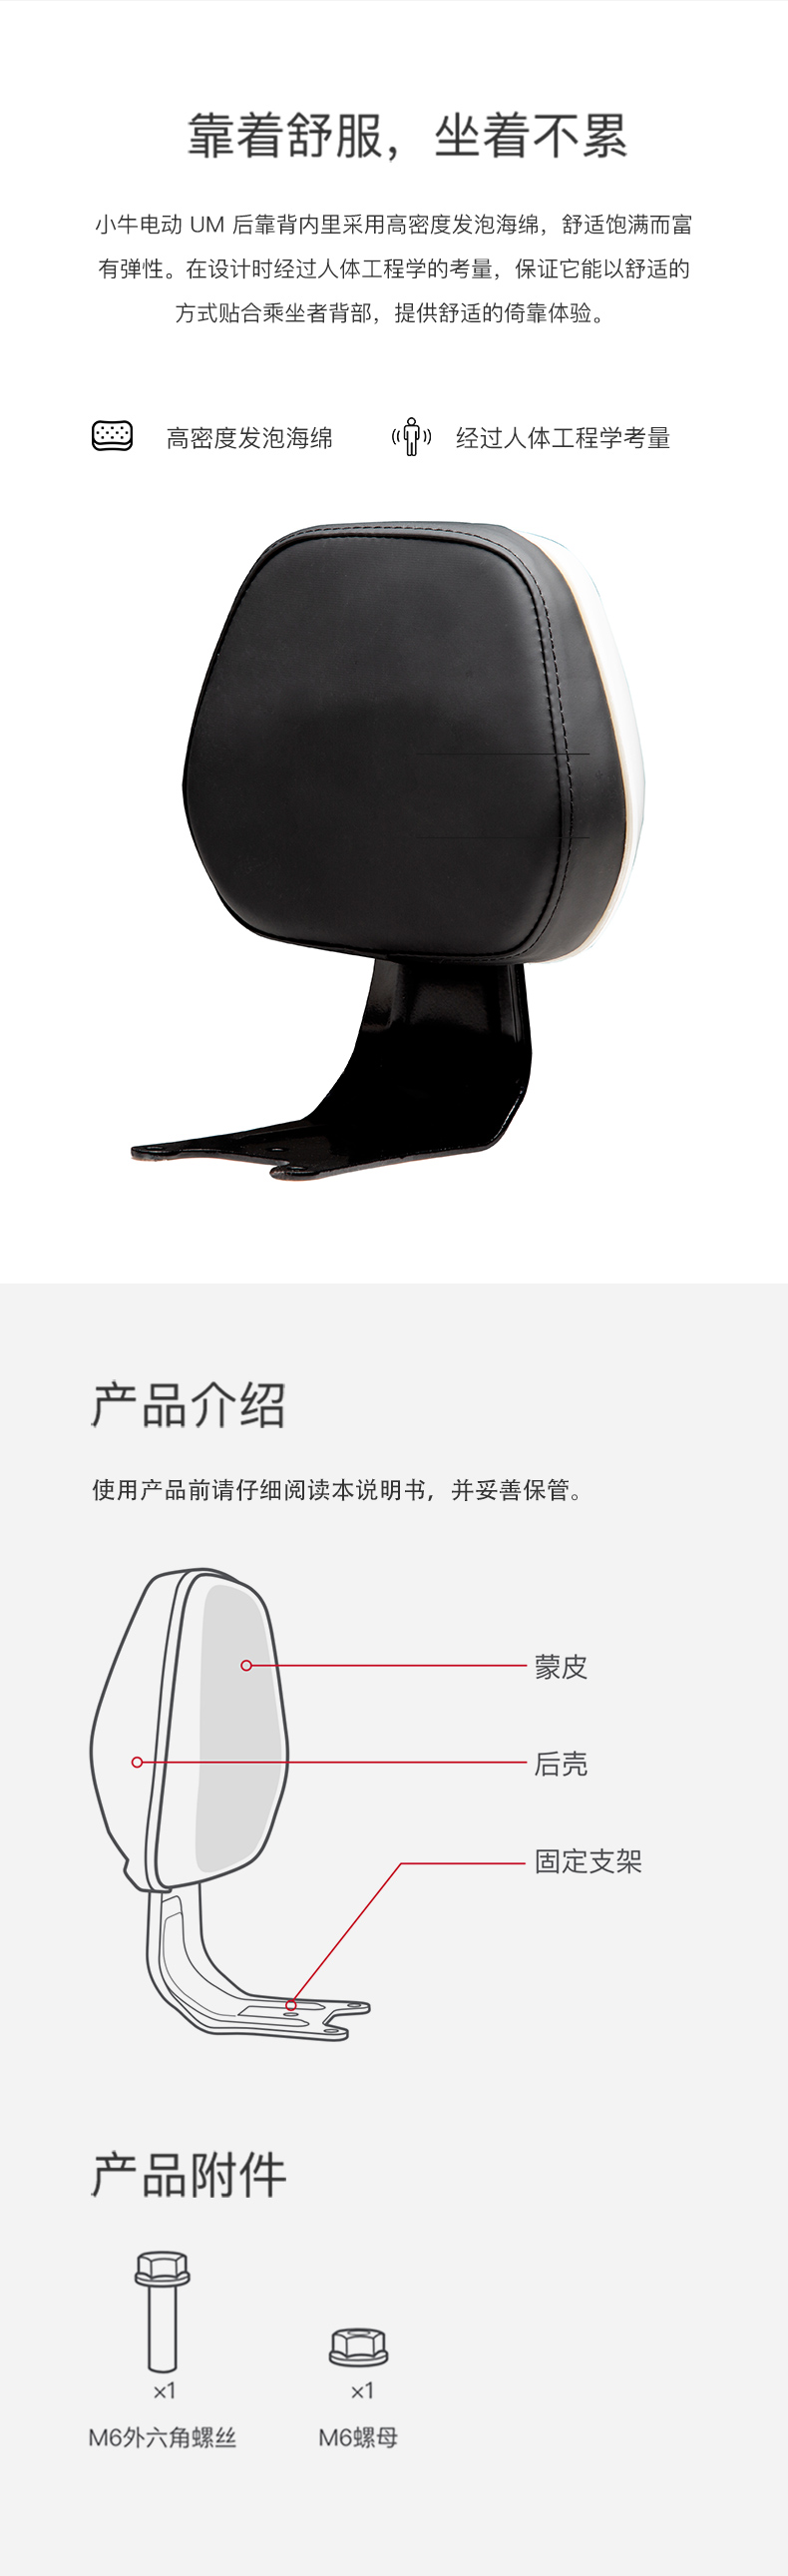 靠着舒服，坐着不累
小牛电动 UM 后靠背内里采用高密度发泡海绵，舒适饱满而富
有弹性。在设计时经过人体工程学的考量，保证它能以舒适的
方式贴合乘坐者背部，提供舒适的倚靠体验。
高密度发泡海绵 经过人体工程学考量
产品介绍
使用产品前请仔细阅读本说明书，并妥善保管。
蒙皮
后壳
固定支架
产品附件
x1 x1
M6外六角螺丝 M6螺母